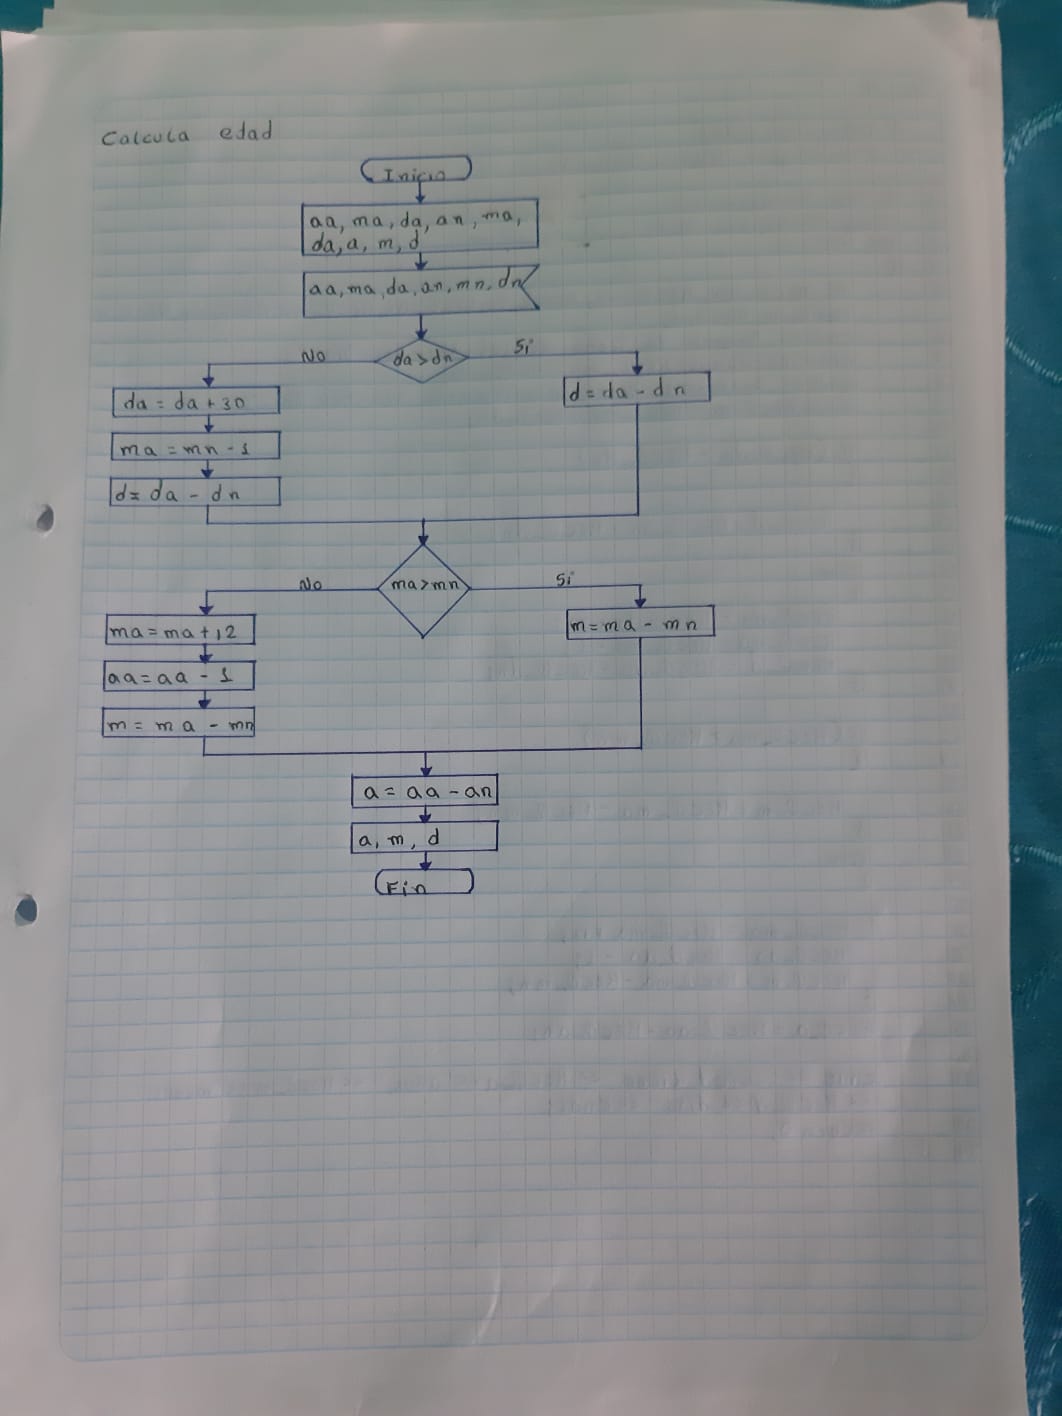 Calcula edad
Inicio
aa, ma, da, an, ma,
da, a, m, d
aa, ma, da, an, mn, dn
No
da > dn
Si
da = da + 30
d = da - dn
ma = mn - 1
d = da - dn
No
ma > mn
Si
ma = ma + 12
m = ma - mn
aa = aa - 1
m = ma - mn
a = aa - an
a, m, d
Fin